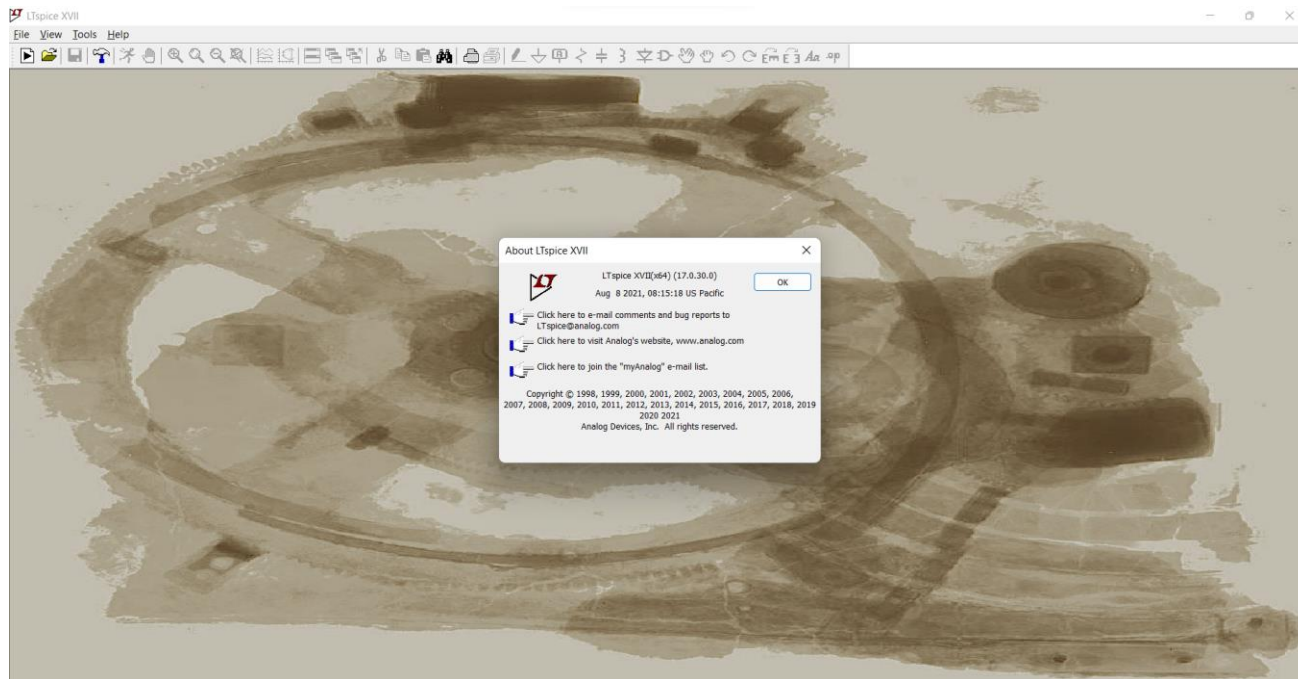 LTspice XVII
File View Tools Help
Aa .op
About LTspice XVII
LTspice XVII(x64) (17.0.30.0)
OK
Aug 8 2021, 08:15:18 US Pacific
Click here to e-mail comments and bug reports to
LTspice@analog.com
Click here to visit Analog's website, www.analog.com
Click here to join the "myAnalog" e-mail list.
Copyright © 1998, 1999, 2000, 2001, 2002, 2003, 2004, 2005, 2006,
2007, 2008, 2009, 2010, 2011, 2012, 2013, 2014, 2015, 2016, 2017, 2018, 2019
2020 2021
Analog Devices, Inc. All rights reserved.